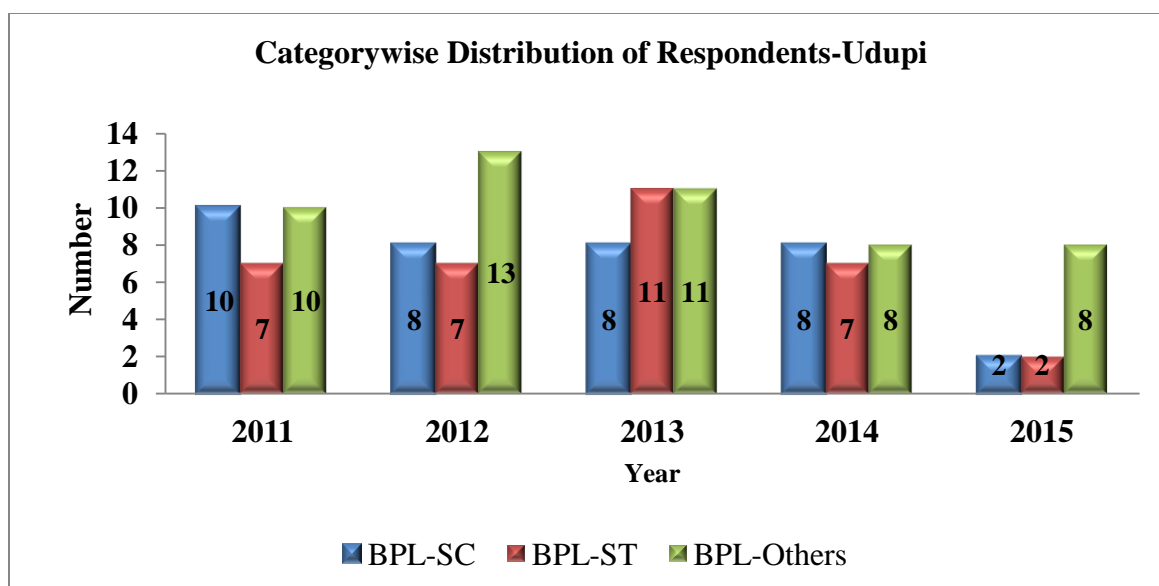 Categorywise Distribution of Respondents-Udupi
Number
14
12
10
8
6
4
2
0
10 7 10
8 7 13
8 11 11
8 7 8
2 2 8
2011 2012 2013 2014 2015
Year
BPL-SC BPL-ST BPL-Others